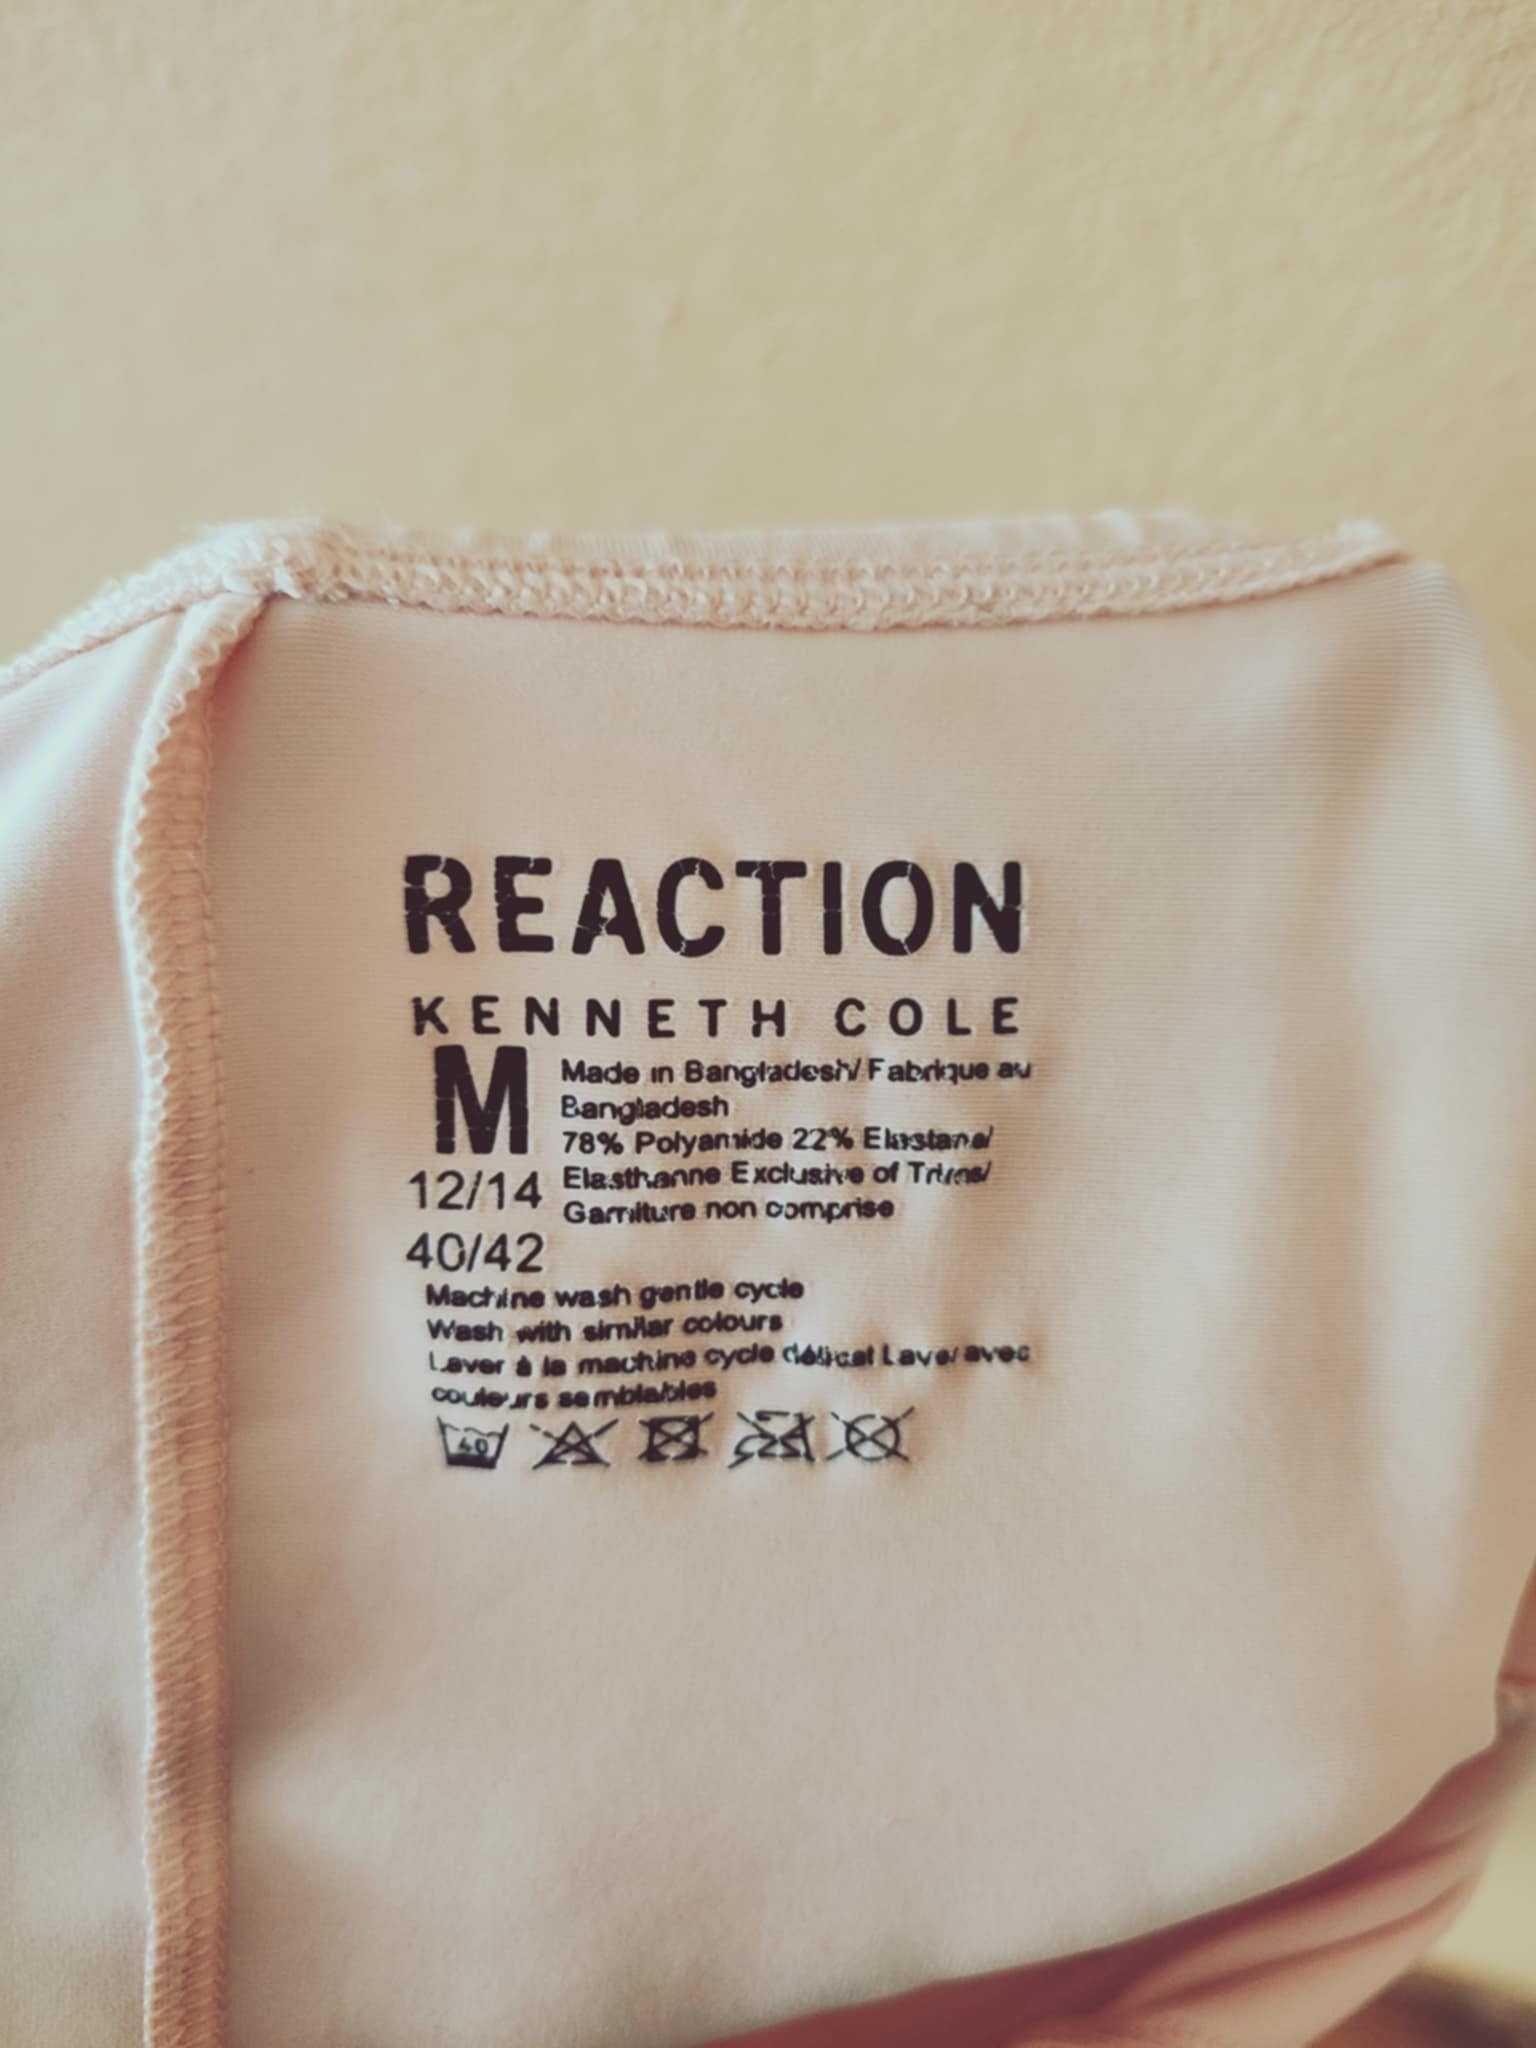 REACTION
KENNETH COLE
M
12/14
40/42
Made in Bangladesh/ Fabrique au
Bangladesh
78% Polyamide 22% Elastane/
Elasthanne Exclusive of Trims/
Garniture non comprise
Machine wash gentle cycle
Wash with similar colours
Laver à la machine cycle délicat Laver avec
couleurs semblables
40